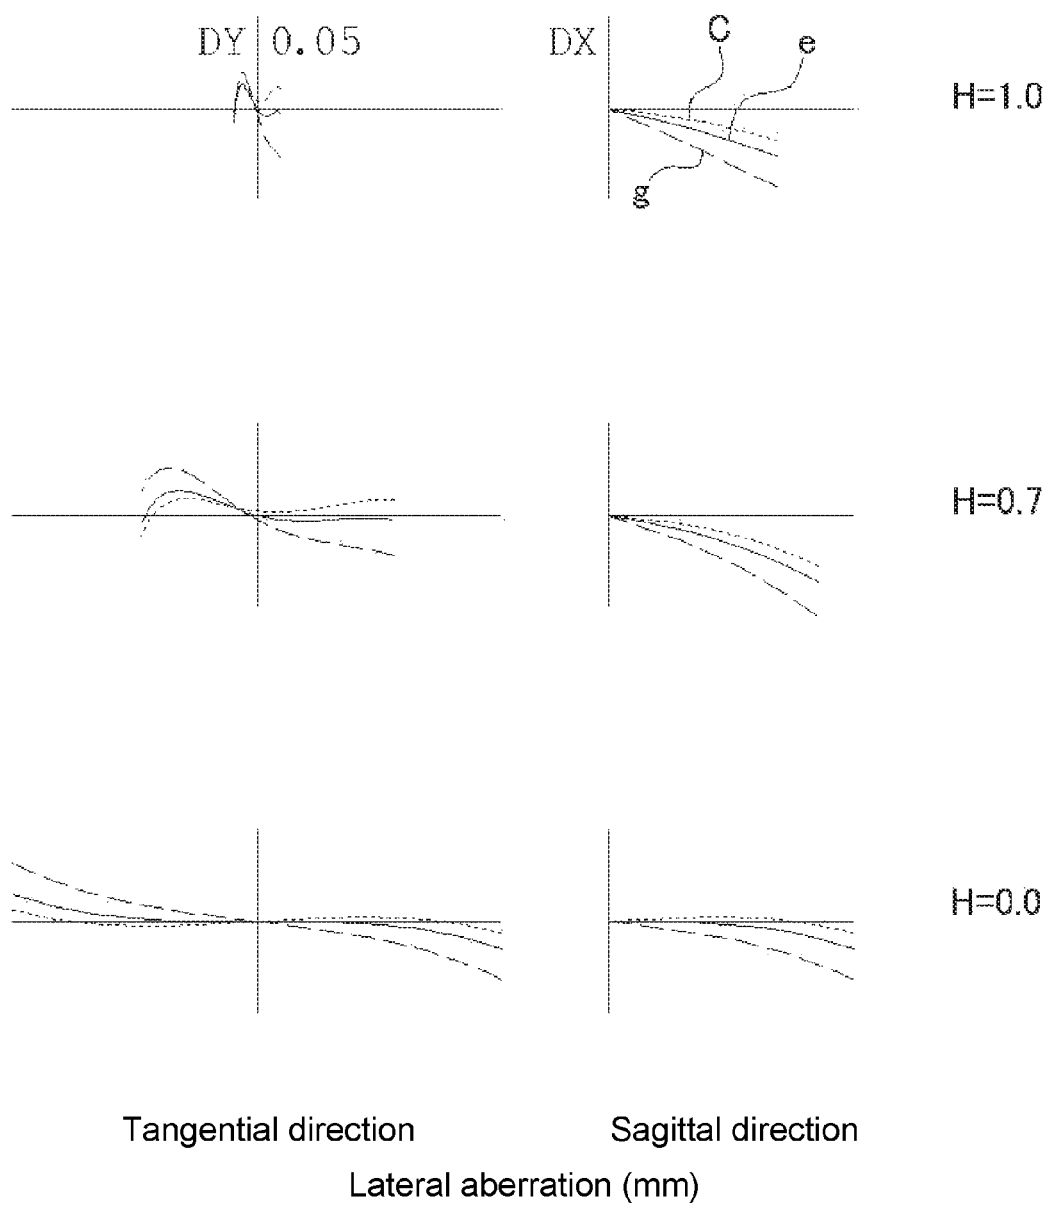 DY 0.05
DX
C
e
g
H=1.0
H=0.7
H=0.0
Tangential direction
Sagittal direction
Lateral aberration (mm)